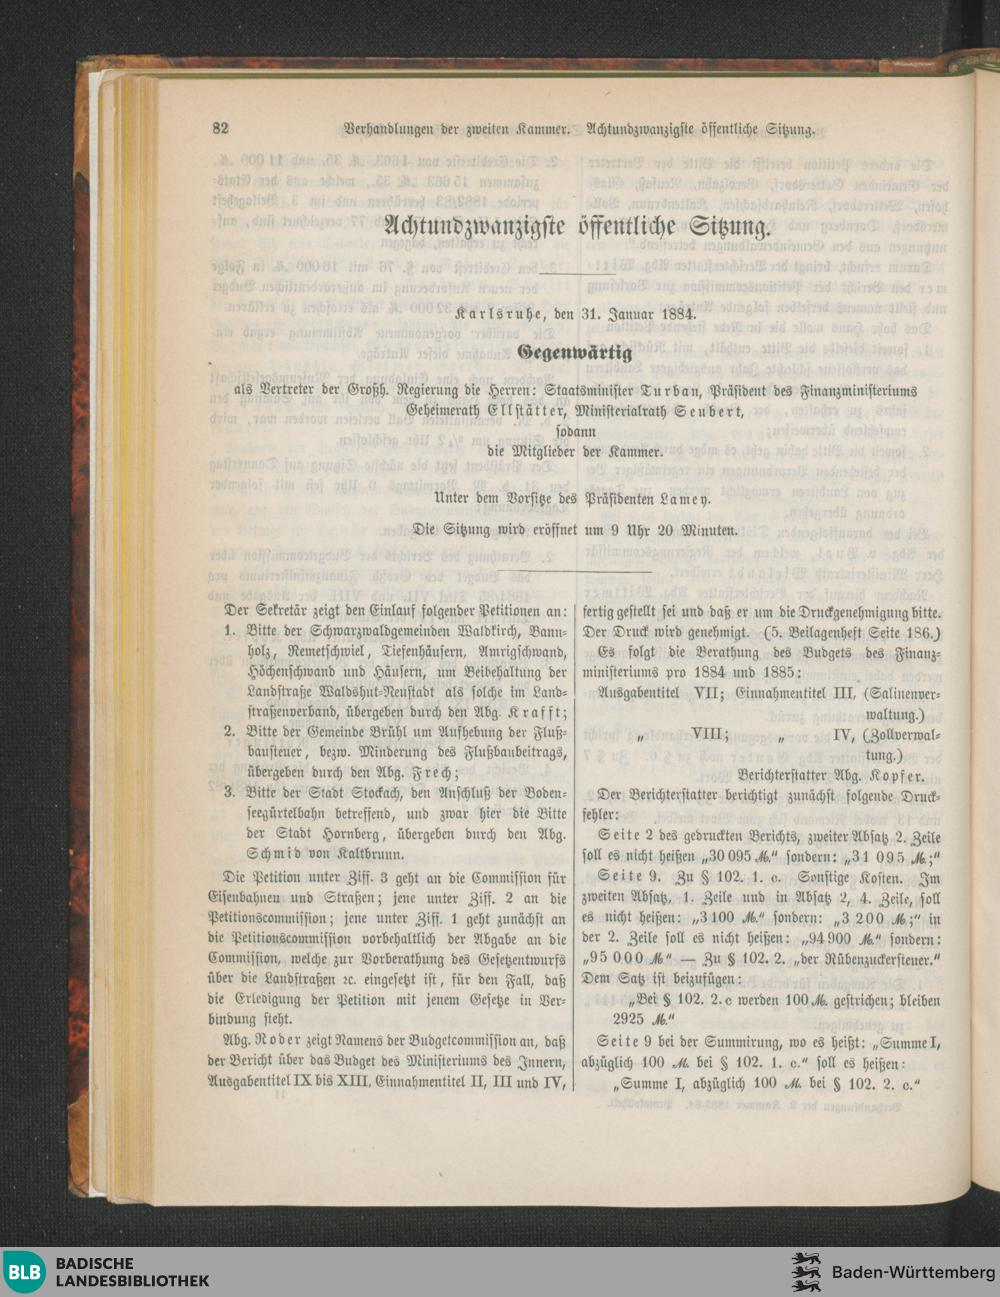 82 Verhandlungen der zweiten Kammer. Achtundzwanzigste öffentliche Sitzung.
Achtundzwanzigste öffentliche Sitzung.
Karlsruhe, den 31. Januar 1884.
Gegenwärtig
als Vertreter der Großh. Regierung die Herren: Staatsminister Turban, Präsident des Finanzministeriums
Geheimerath Ellstätter, Ministerialrath Seubert,
sodann
die Mitglieder der Kammer.
Unter dem Vorsitze des Präsidenten Lamey.
Die Sitzung wird eröffnet um 9 Uhr 20 Minuten.
Der Sekretär zeigt den Einlauf folgender Petitionen an:
1. Bitte der Schwarzwaldgemeinden Waldkirch, Bann-
holz, Remetschwiel, Tiefenhäusern, Amrigschwand,
Höchenschwand und Häusern, um Beibehaltung der
Landstraße Waldshut-Neustadt als solche im Land-
straßenverband, übergeben durch den Abg. Krafft;
2. Bitte der Gemeinde Brühl um Aufhebung der Fluß-
bausteuer, bezw. Minderung des Flußbaubeitrags,
übergeben durch den Abg. Frech;
3. Bitte der Stadt Stockach, den Anschluß der Boden-
seegürtelbahn betreffend, und zwar hier die Bitte
der Stadt Hornberg, übergeben durch den Abg.
Schmid von Kaltbrunn.
Die Petition unter Ziff. 3 geht an die Commission für
Eisenbahnen und Straßen; jene unter Ziff. 2 an die
Petitionscommission; jene unter Ziff. 1 geht zunächst an
die Petitionscommission vorbehaltlich der Abgabe an die
Commission, welche zur Vorberathung des Gesetzentwurfs
über die Landstraßen ꝛc. eingesetzt ist, für den Fall, daß
die Erledigung der Petition mit jenem Gesetze in Ver-
bindung steht.
Abg. Roder zeigt Namens der Budgetcommission an, daß
der Bericht über das Budget des Ministeriums des Innern,
Ausgabentitel IX bis XIII, Einnahmentitel II, III und IV,
fertig gestellt sei und daß er um die Druckgenehmigung bitte.
Der Druck wird genehmigt. (5. Beilagenheft Seite 186.)
Es folgt die Berathung des Budgets des Finanz-
ministeriums pro 1884 und 1885:
Ausgabentitel VII; Einnahmentitel III, (Salinenver-
waltung.)
„ VIII; „ IV, (Zollverwal-
tung.)
Berichterstatter Abg. Kopfer.
Der Berichterstatter berichtigt zunächst folgende Druck-
fehler:
Seite 2 des gedruckten Berichts, zweiter Absatz 2. Zeile
soll es nicht heißen „30 095 ℳ." sondern: „31 095 ℳ.;"
Seite 9. Zu § 102. 1. c. Sonstige Kosten. Im
zweiten Absatz, 1. Zeile und in Absatz 2, 4. Zeile, soll
es nicht heißen: „3 100 ℳ." sondern: „3 200 ℳ.;" in
der 2. Zeile soll es nicht heißen: „94 900 ℳ." sondern:
„95 000 ℳ" — Zu § 102. 2. „der Rübenzuckersteuer."
Dem Satz ist beizufügen:
„Bei § 102. 2. c werden 100 ℳ. gestrichen; bleiben
2925 ℳ."
Seite 9 bei der Summirung, wo es heißt: „Summe I,
abzüglich 100 ℳ. bei § 102. 1. c." soll es heißen:
„Summe I, abzüglich 100 ℳ. bei § 102. 2. c."
BLB BADISCHE
LANDESBIBLIOTHEK
Baden-Württemberg